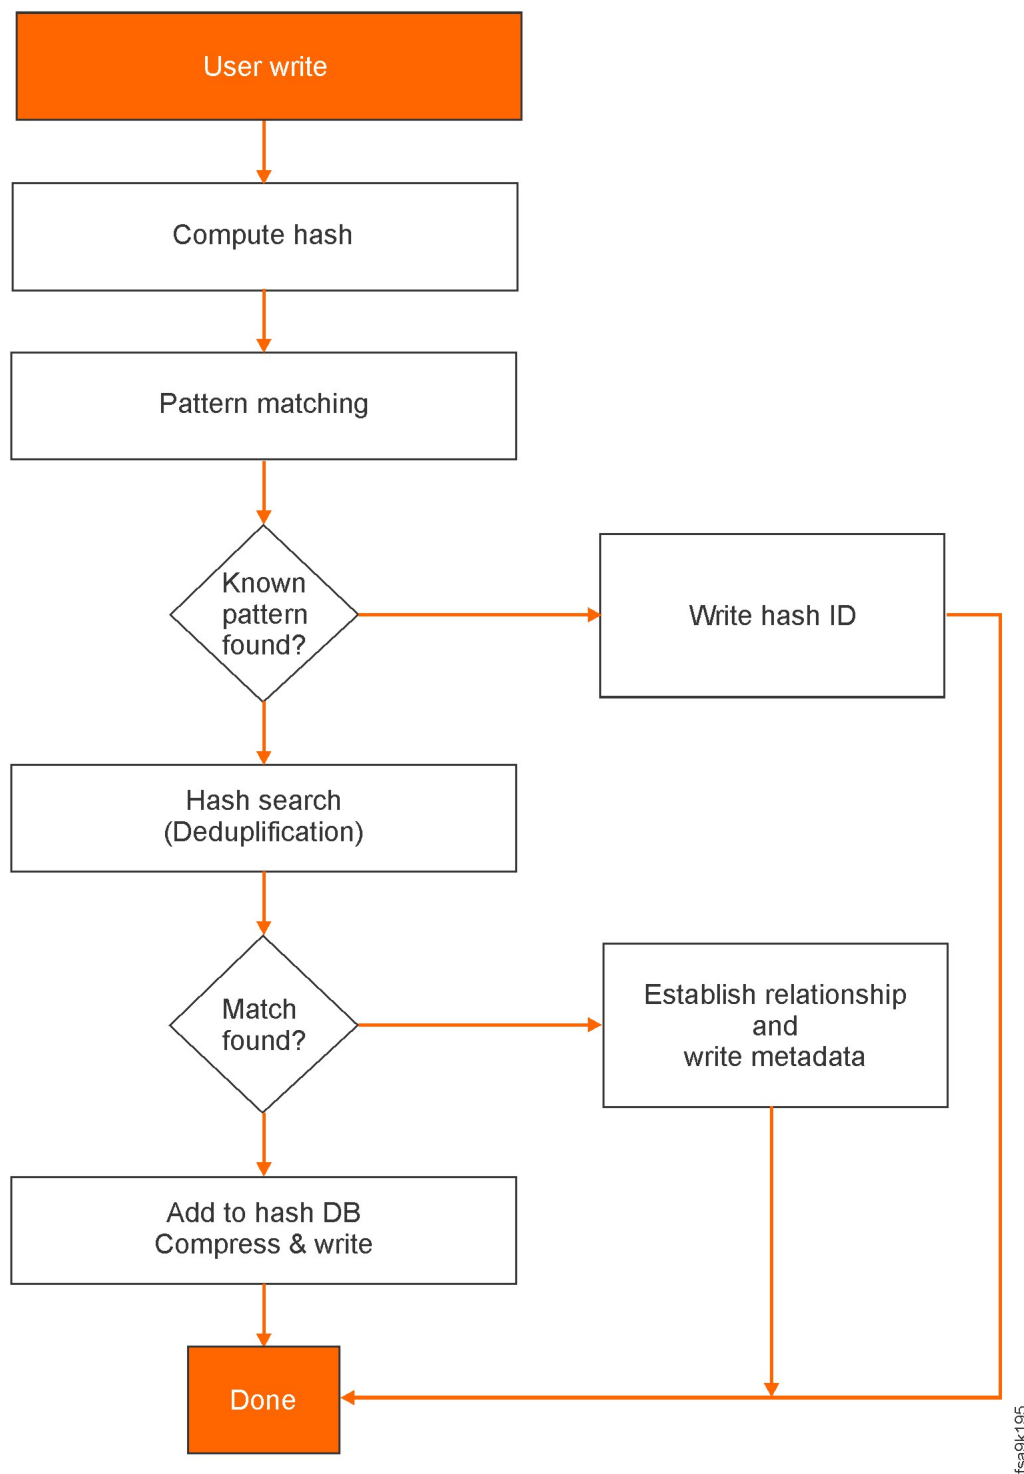 User write
Compute hash
Pattern matching
Known
pattern
found?
Write hash ID
Hash search
(Deduplification)
Match
found?
Establish relationship
and
write metadata
Add to hash DB
Compress & write
Done
fsa9k195